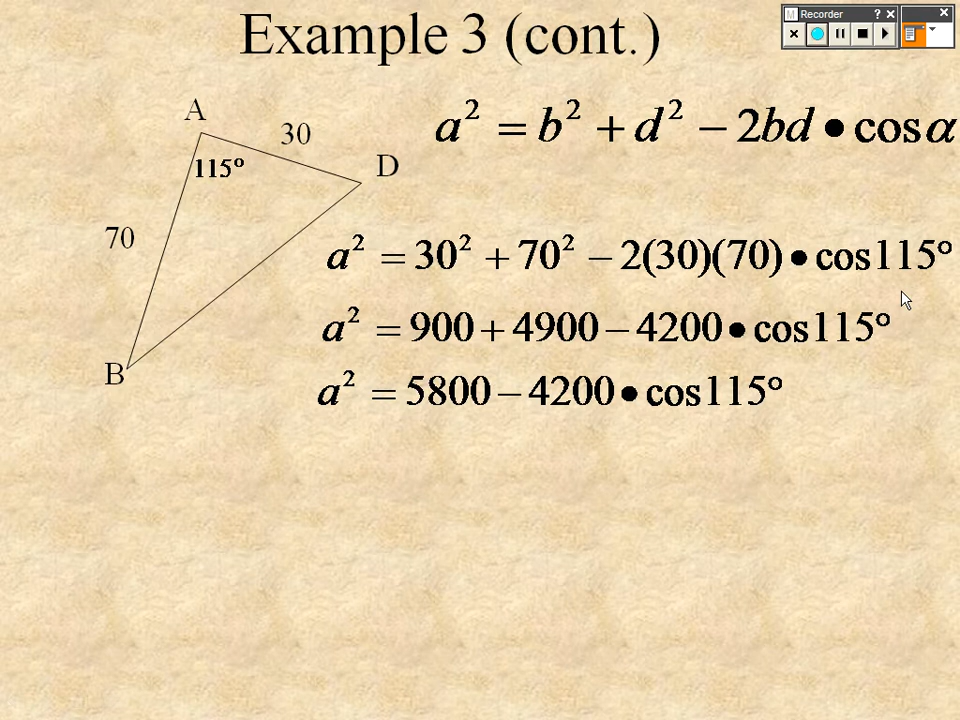 Example 3 (cont.)
Recorder ? ×
A
30
a² = b² + d² − 2bd • cos α
115°
D
70
a² = 30² + 70² − 2(30)(70) • cos115°
a² = 900 + 4900 − 4200 • cos115°
B
a² = 5800 − 4200 • cos115°